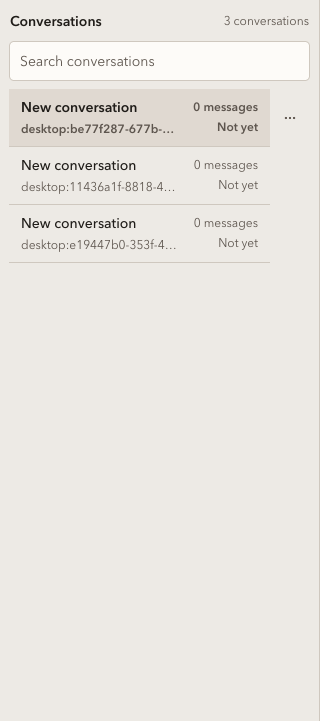 Conversations
3 conversations
Search conversations
New conversation
0 messages
desktop:be77f287-677b-...
Not yet
...
New conversation
0 messages
desktop:11436a1f-8818-4...
Not yet
New conversation
0 messages
desktop:e19447b0-353f-4...
Not yet